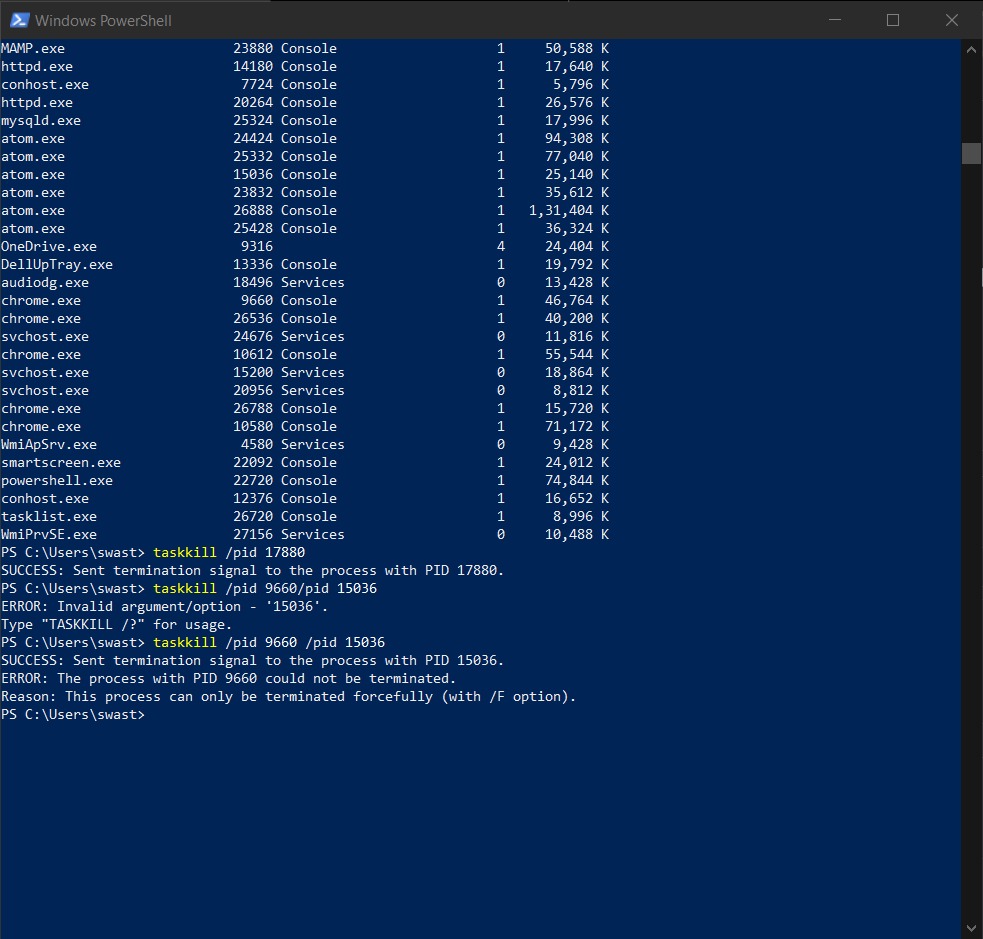 Windows PowerShell
MAMP.exe 23880 Console 1 50,588 K
httpd.exe 14180 Console 1 17,640 K
conhost.exe 7724 Console 1 5,796 K
httpd.exe 20264 Console 1 26,576 K
mysqld.exe 25324 Console 1 17,996 K
atom.exe 24424 Console 1 94,308 K
atom.exe 25332 Console 1 77,040 K
atom.exe 15036 Console 1 25,140 K
atom.exe 23832 Console 1 35,612 K
atom.exe 26888 Console 1 1,31,404 K
atom.exe 25428 Console 1 36,324 K
OneDrive.exe 9316 4 24,404 K
DellUpTray.exe 13336 Console 1 19,792 K
audiodg.exe 18496 Services 0 13,428 K
chrome.exe 9660 Console 1 46,764 K
chrome.exe 26536 Console 1 40,200 K
svchost.exe 24676 Services 0 11,816 K
chrome.exe 10612 Console 1 55,544 K
svchost.exe 15200 Services 0 18,864 K
svchost.exe 20956 Services 0 8,812 K
chrome.exe 26788 Console 1 15,720 K
chrome.exe 10580 Console 1 71,172 K
WmiApSrv.exe 4580 Services 0 9,428 K
smartscreen.exe 22092 Console 1 24,012 K
powershell.exe 22720 Console 1 74,844 K
conhost.exe 12376 Console 1 16,652 K
tasklist.exe 26720 Console 1 8,996 K
WmiPrvSE.exe 27156 Services 0 10,488 K
PS C:\Users\swast> taskkill /pid 17880
SUCCESS: Sent termination signal to the process with PID 17880.
PS C:\Users\swast> taskkill /pid 9660/pid 15036
ERROR: Invalid argument/option - '15036'.
Type "TASKKILL /?" for usage.
PS C:\Users\swast> taskkill /pid 9660 /pid 15036
SUCCESS: Sent termination signal to the process with PID 15036.
ERROR: The process with PID 9660 could not be terminated.
Reason: This process can only be terminated forcefully (with /F option).
PS C:\Users\swast>